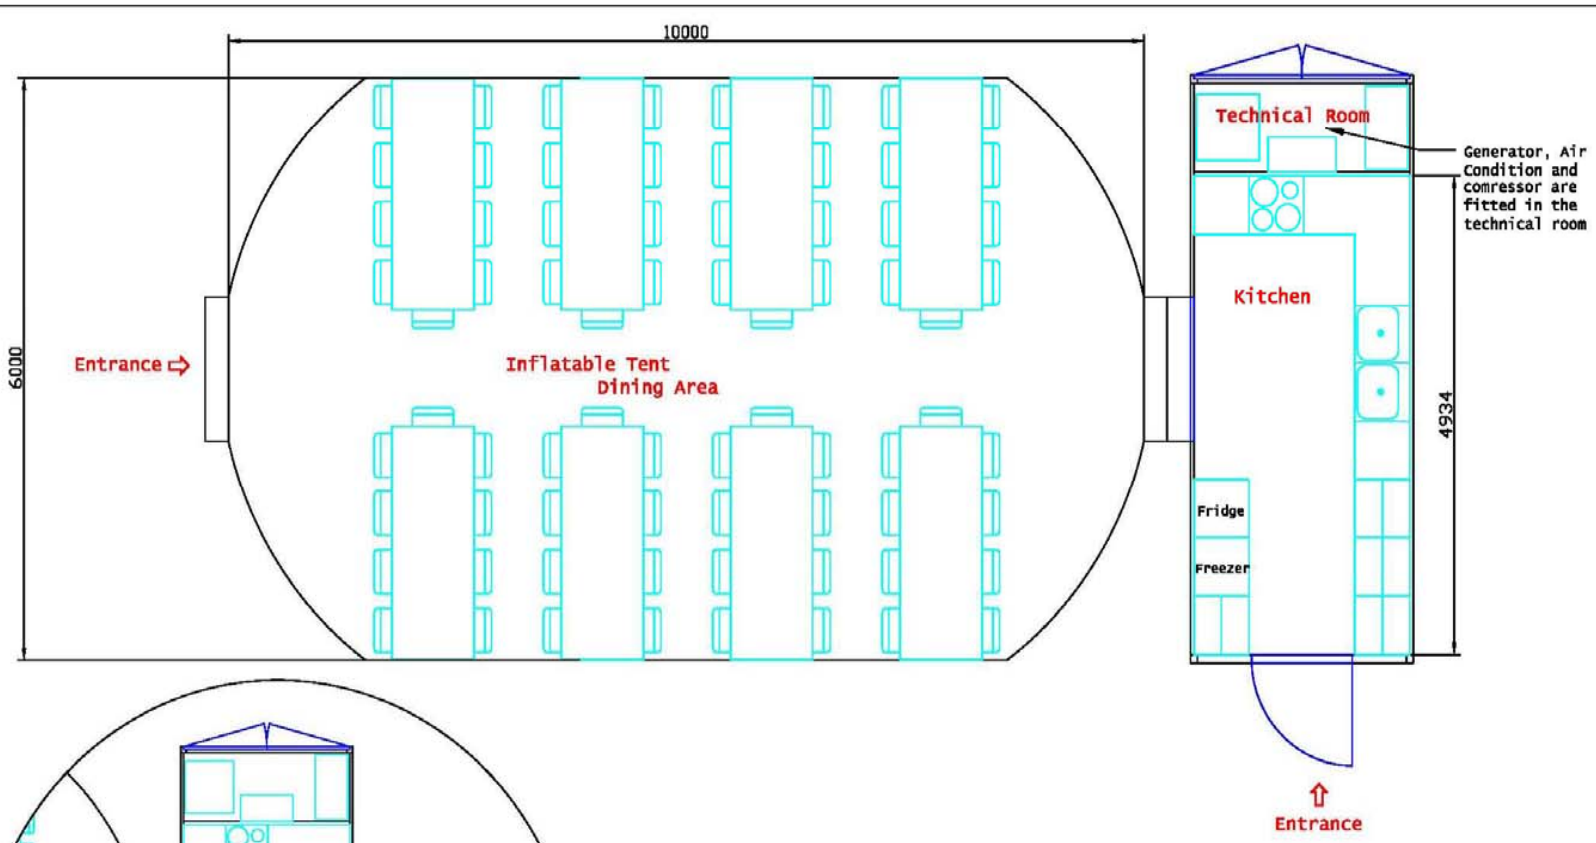 10000
Technical Room
Generator, Air
Condition and
comressor are
fitted in the
technical room
Kitchen
6000
Entrance
Inflatable Tent
Dining Area
4934
Fridge
Freezer
Entrance